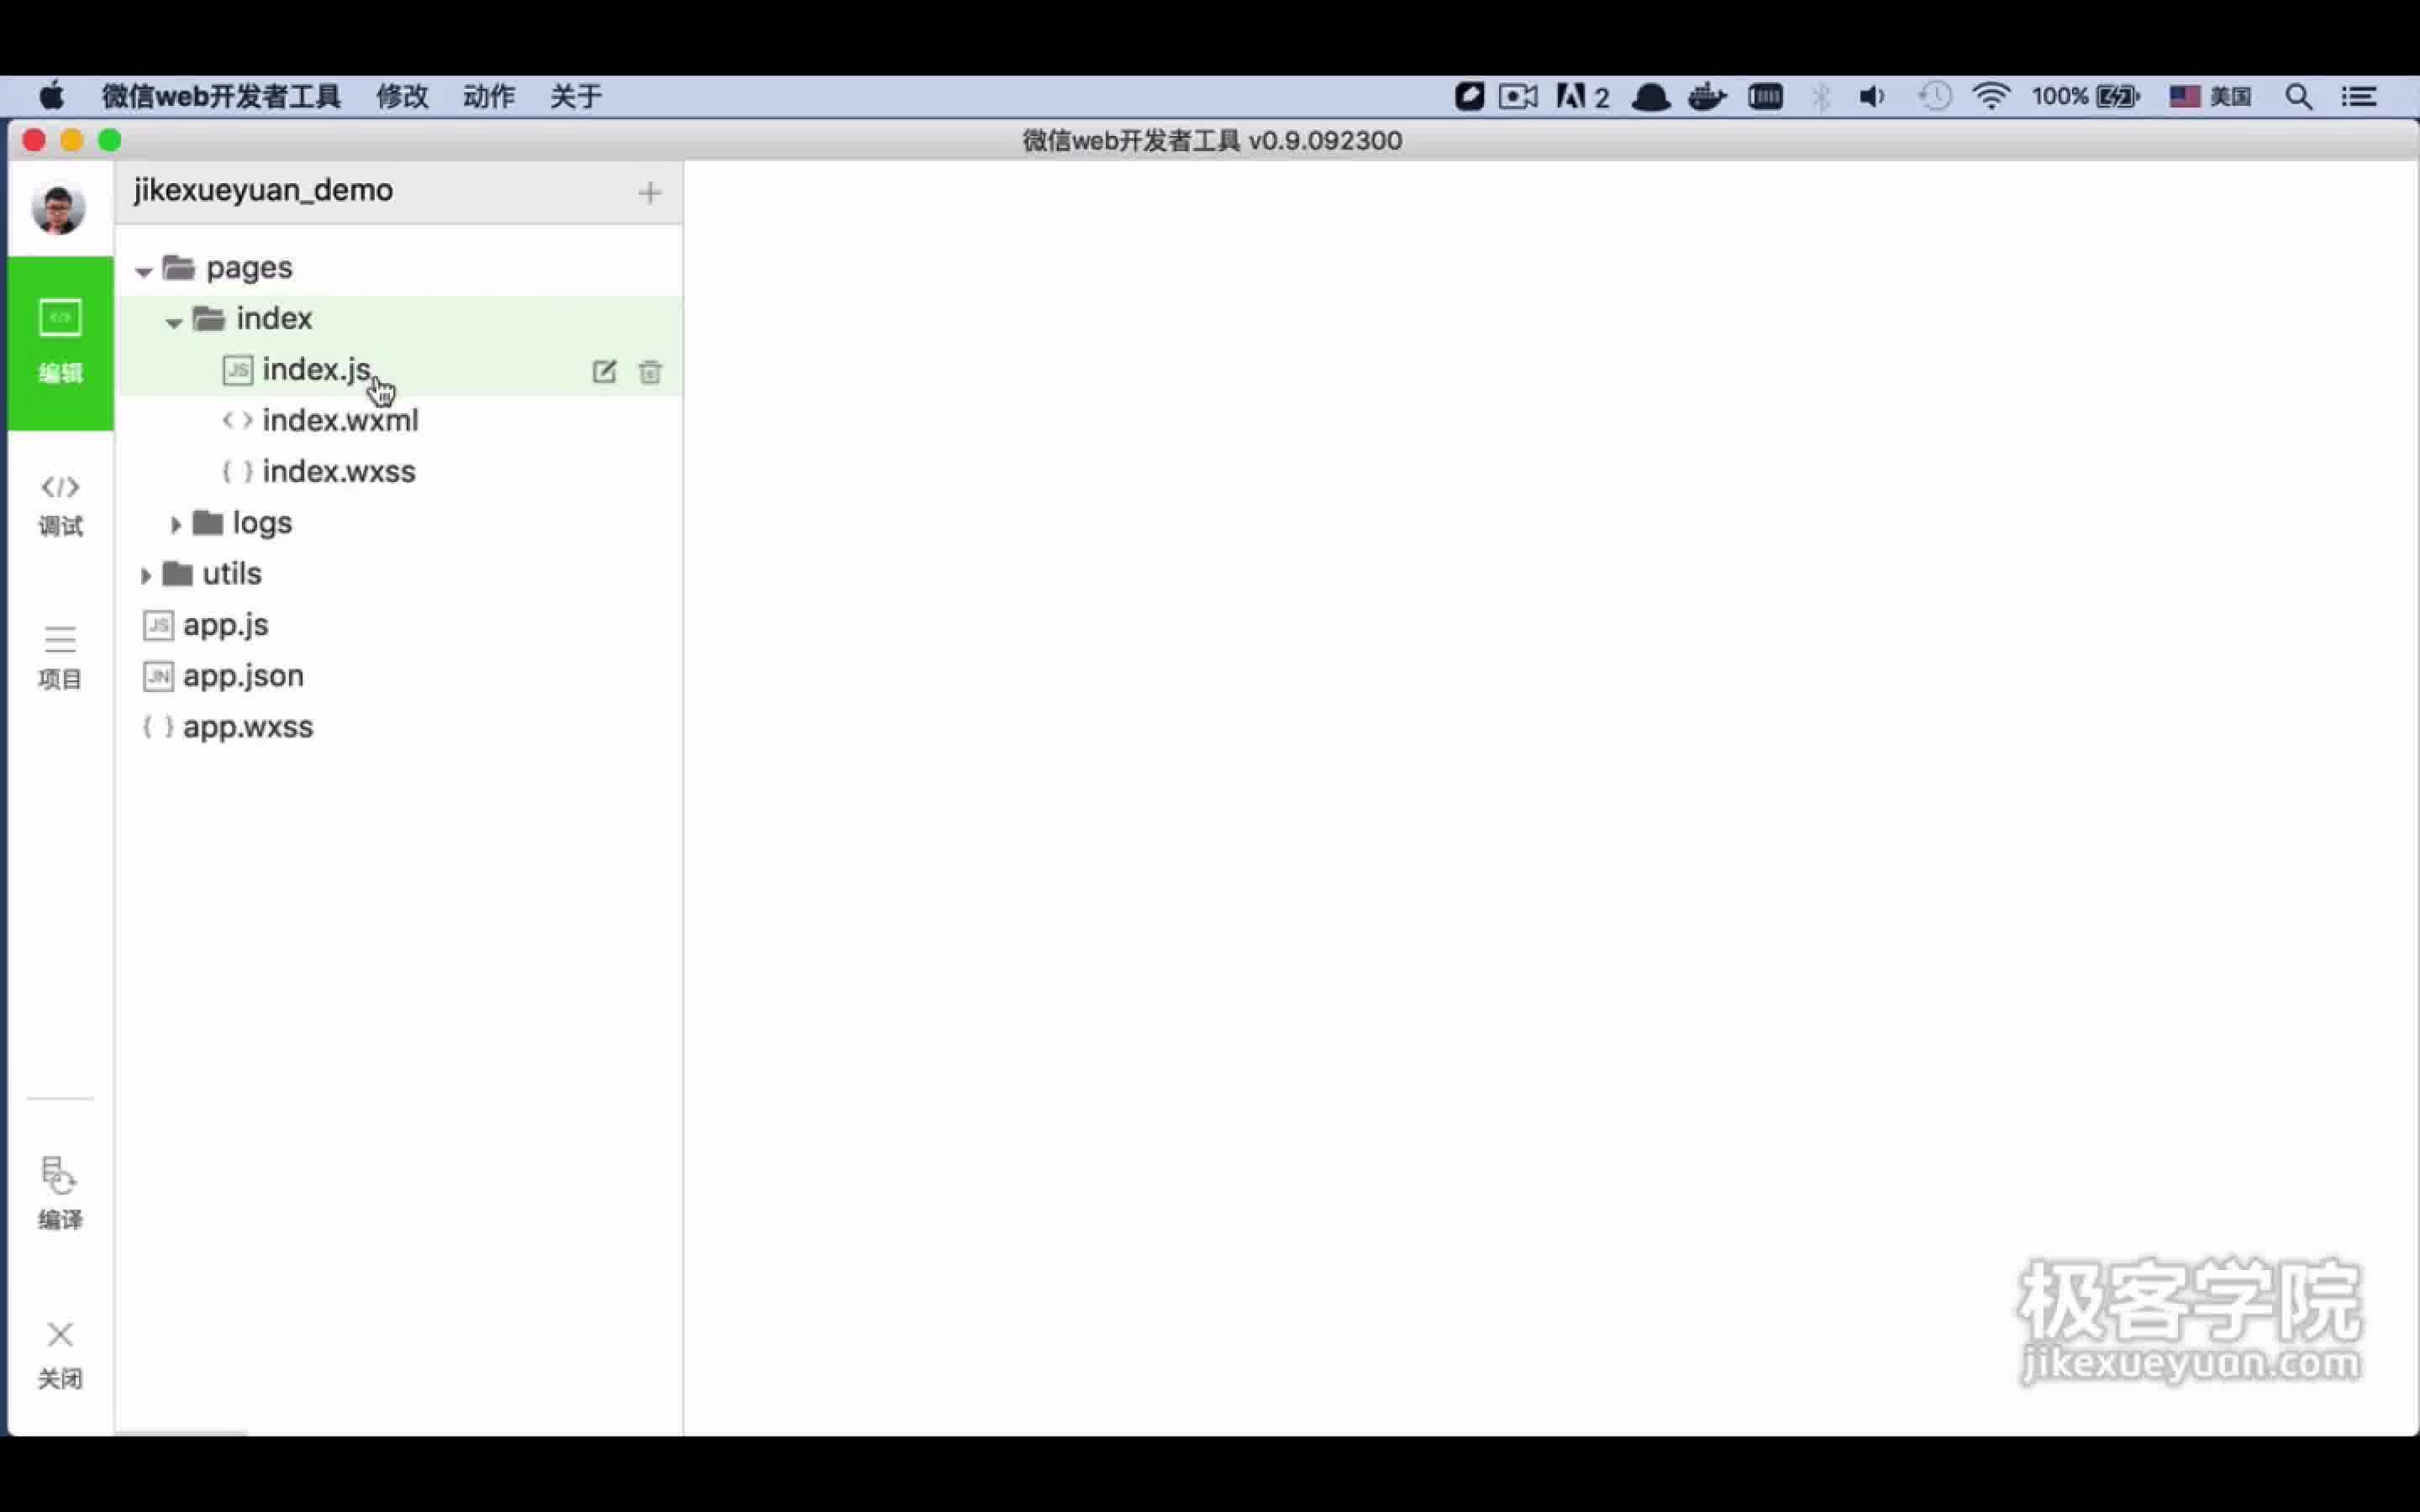 微信web开发者工具 修改 动作 关于 2 100% 美国
微信web开发者工具 v0.9.092300
jikexueyuan_demo
pages
index
JS index.js
index.wxml
index.wxss
logs
utils
JS app.js
JN app.json
app.wxss
编辑
调试
项目
编译
关闭
极客学院
jikexueyuan.com